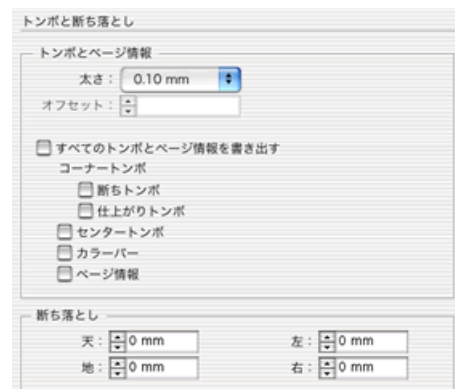 トンボと断ち落とし
トンボとページ情報
太さ： 0.10 mm
オフセット：
すべてのトンボとページ情報を書き出す
コーナートンボ
断ちトンボ
仕上がりトンボ
センタートンボ
カラーバー
ページ情報
断ち落とし
天： 0 mm 左： 0 mm
地： 0 mm 右： 0 mm